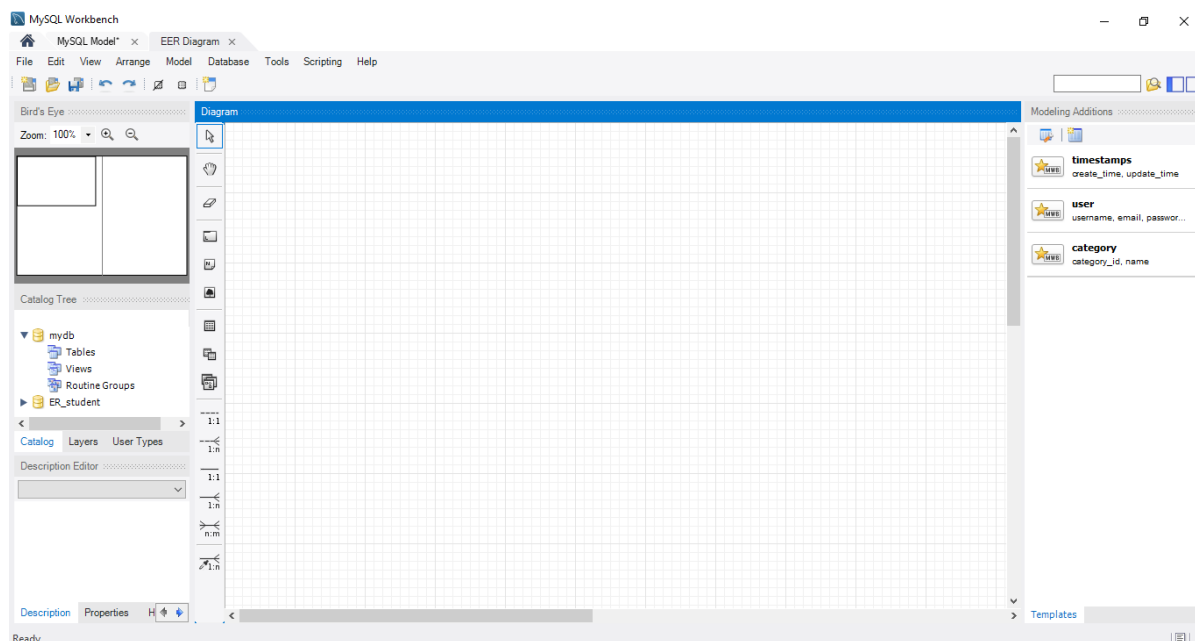 MySQL Workbench
MySQL Model* × EER Diagram ×
File Edit View Arrange Model Database Tools Scripting Help
Bird's Eye
Diagram
Modeling Additions
Zoom: 100%
timestamps
create_time, update_time
user
username, email, passwor...
category
category_id, name
Catalog Tree
mydb
Tables
Views
Routine Groups
ER_student
Catalog Layers User Types
Description Editor
1:1
1:n
1:1
1:n
n:m
1:n
Description Properties H
Templates
Ready